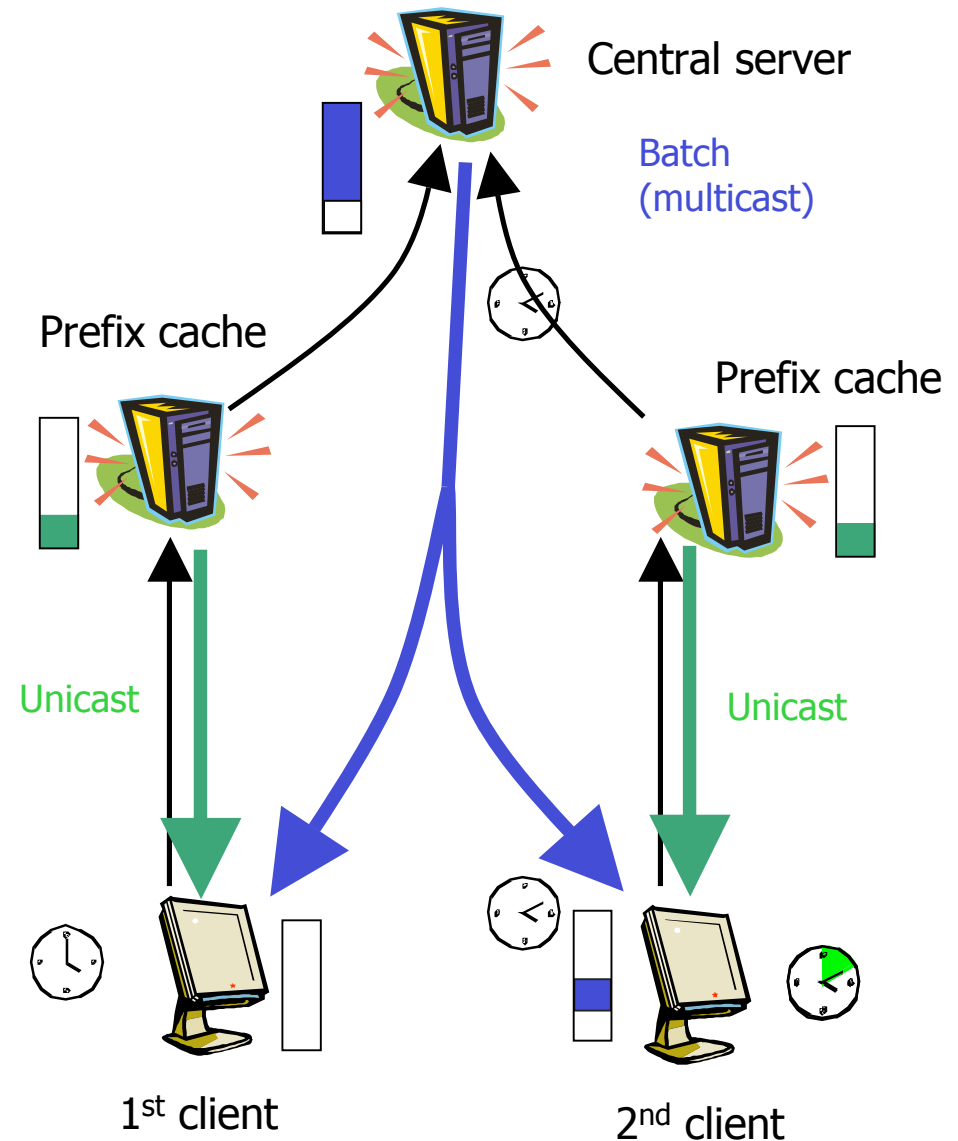 Central server
Batch
(multicast)
Prefix cache
Prefix cache
Unicast
Unicast
1st client
2nd client